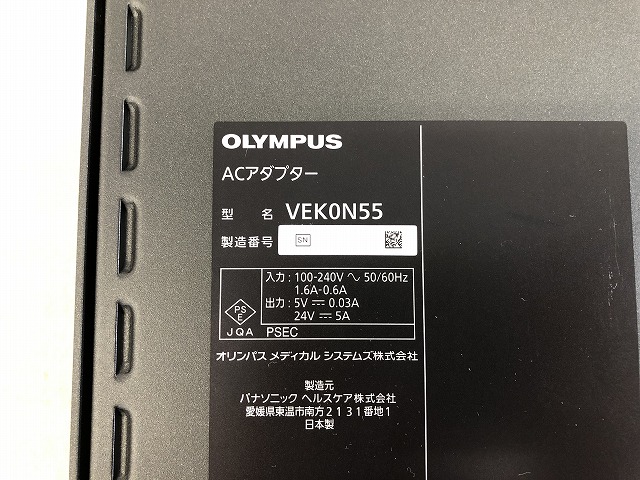 OLYMPUS
ACアダプター
型 名 VEK0N55
製造番号 SN
入力 : 100-240V ～ 50/60Hz
1.6A-0.6A
出力 : 5V ⎓ 0.03A
24V ⎓ 5A
PS
E
JQA PSEC
オリンパス メディカル システムズ株式会社
製造元
パナソニック ヘルスケア株式会社
愛媛県東温市南方2131番地1
日本製